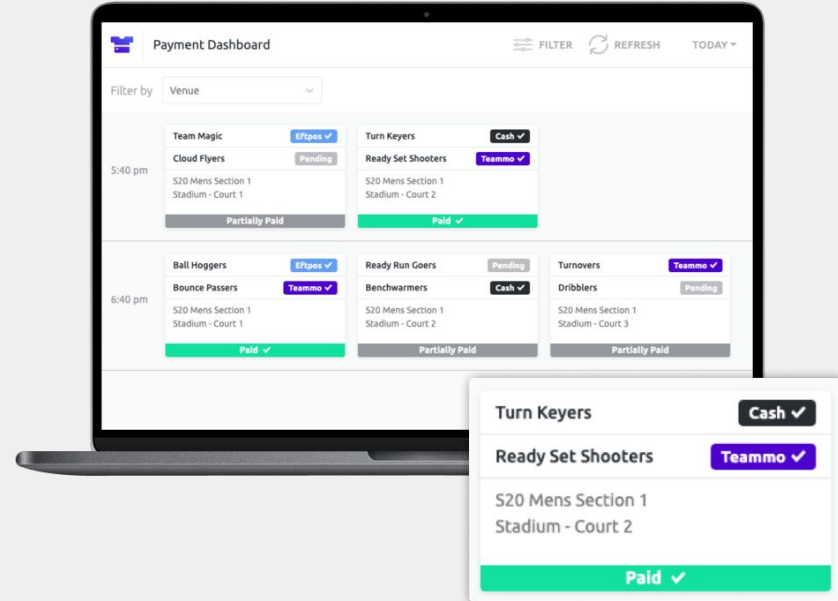 Payment Dashboard
FILTER
REFRESH
TODAY
Filter by
Venue
5:40 pm
Team Magic
Eftpos
Cloud Flyers
Pending
S20 Mens Section 1
Stadium - Court 1
Partially Paid
Turn Keyers
Cash
Ready Set Shooters
Teammo
S20 Mens Section 1
Stadium - Court 2
Paid
6:40 pm
Ball Hoggers
Eftpos
Bounce Passers
Teammo
S20 Mens Section 1
Stadium - Court 1
Paid
Ready Run Goers
Pending
Benchwarmers
Cash
S20 Mens Section 1
Stadium - Court 2
Partially Paid
Turnovers
Teammo
Dribblers
Pending
S20 Mens Section 1
Stadium - Court 3
Partially Paid
Turn Keyers
Cash
Ready Set Shooters
Teammo
S20 Mens Section 1
Stadium - Court 2
Paid